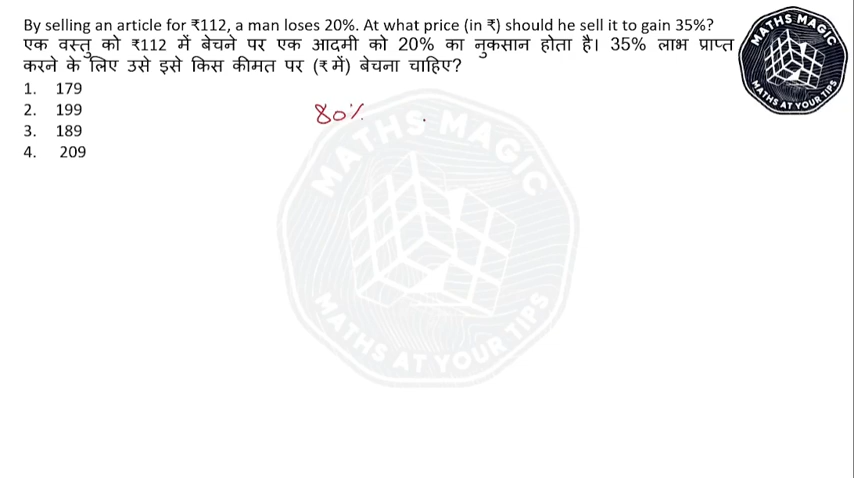 By selling an article for ₹112, a man loses 20%. At what price (in ₹) should he sell it to gain 35%?
एक वस्तु को ₹112 में बेचने पर एक आदमी को 20% का नुकसान होता है। 35% लाभ प्राप्त
करने के लिए उसे इसे किस कीमत पर (₹ में) बेचना चाहिए?
1. 179
2. 199
3. 189
4. 209
80%
MATHS MAGIC
MATHS AT YOUR TIPS
MATHS MAGIC
MATHS AT YOUR TIPS